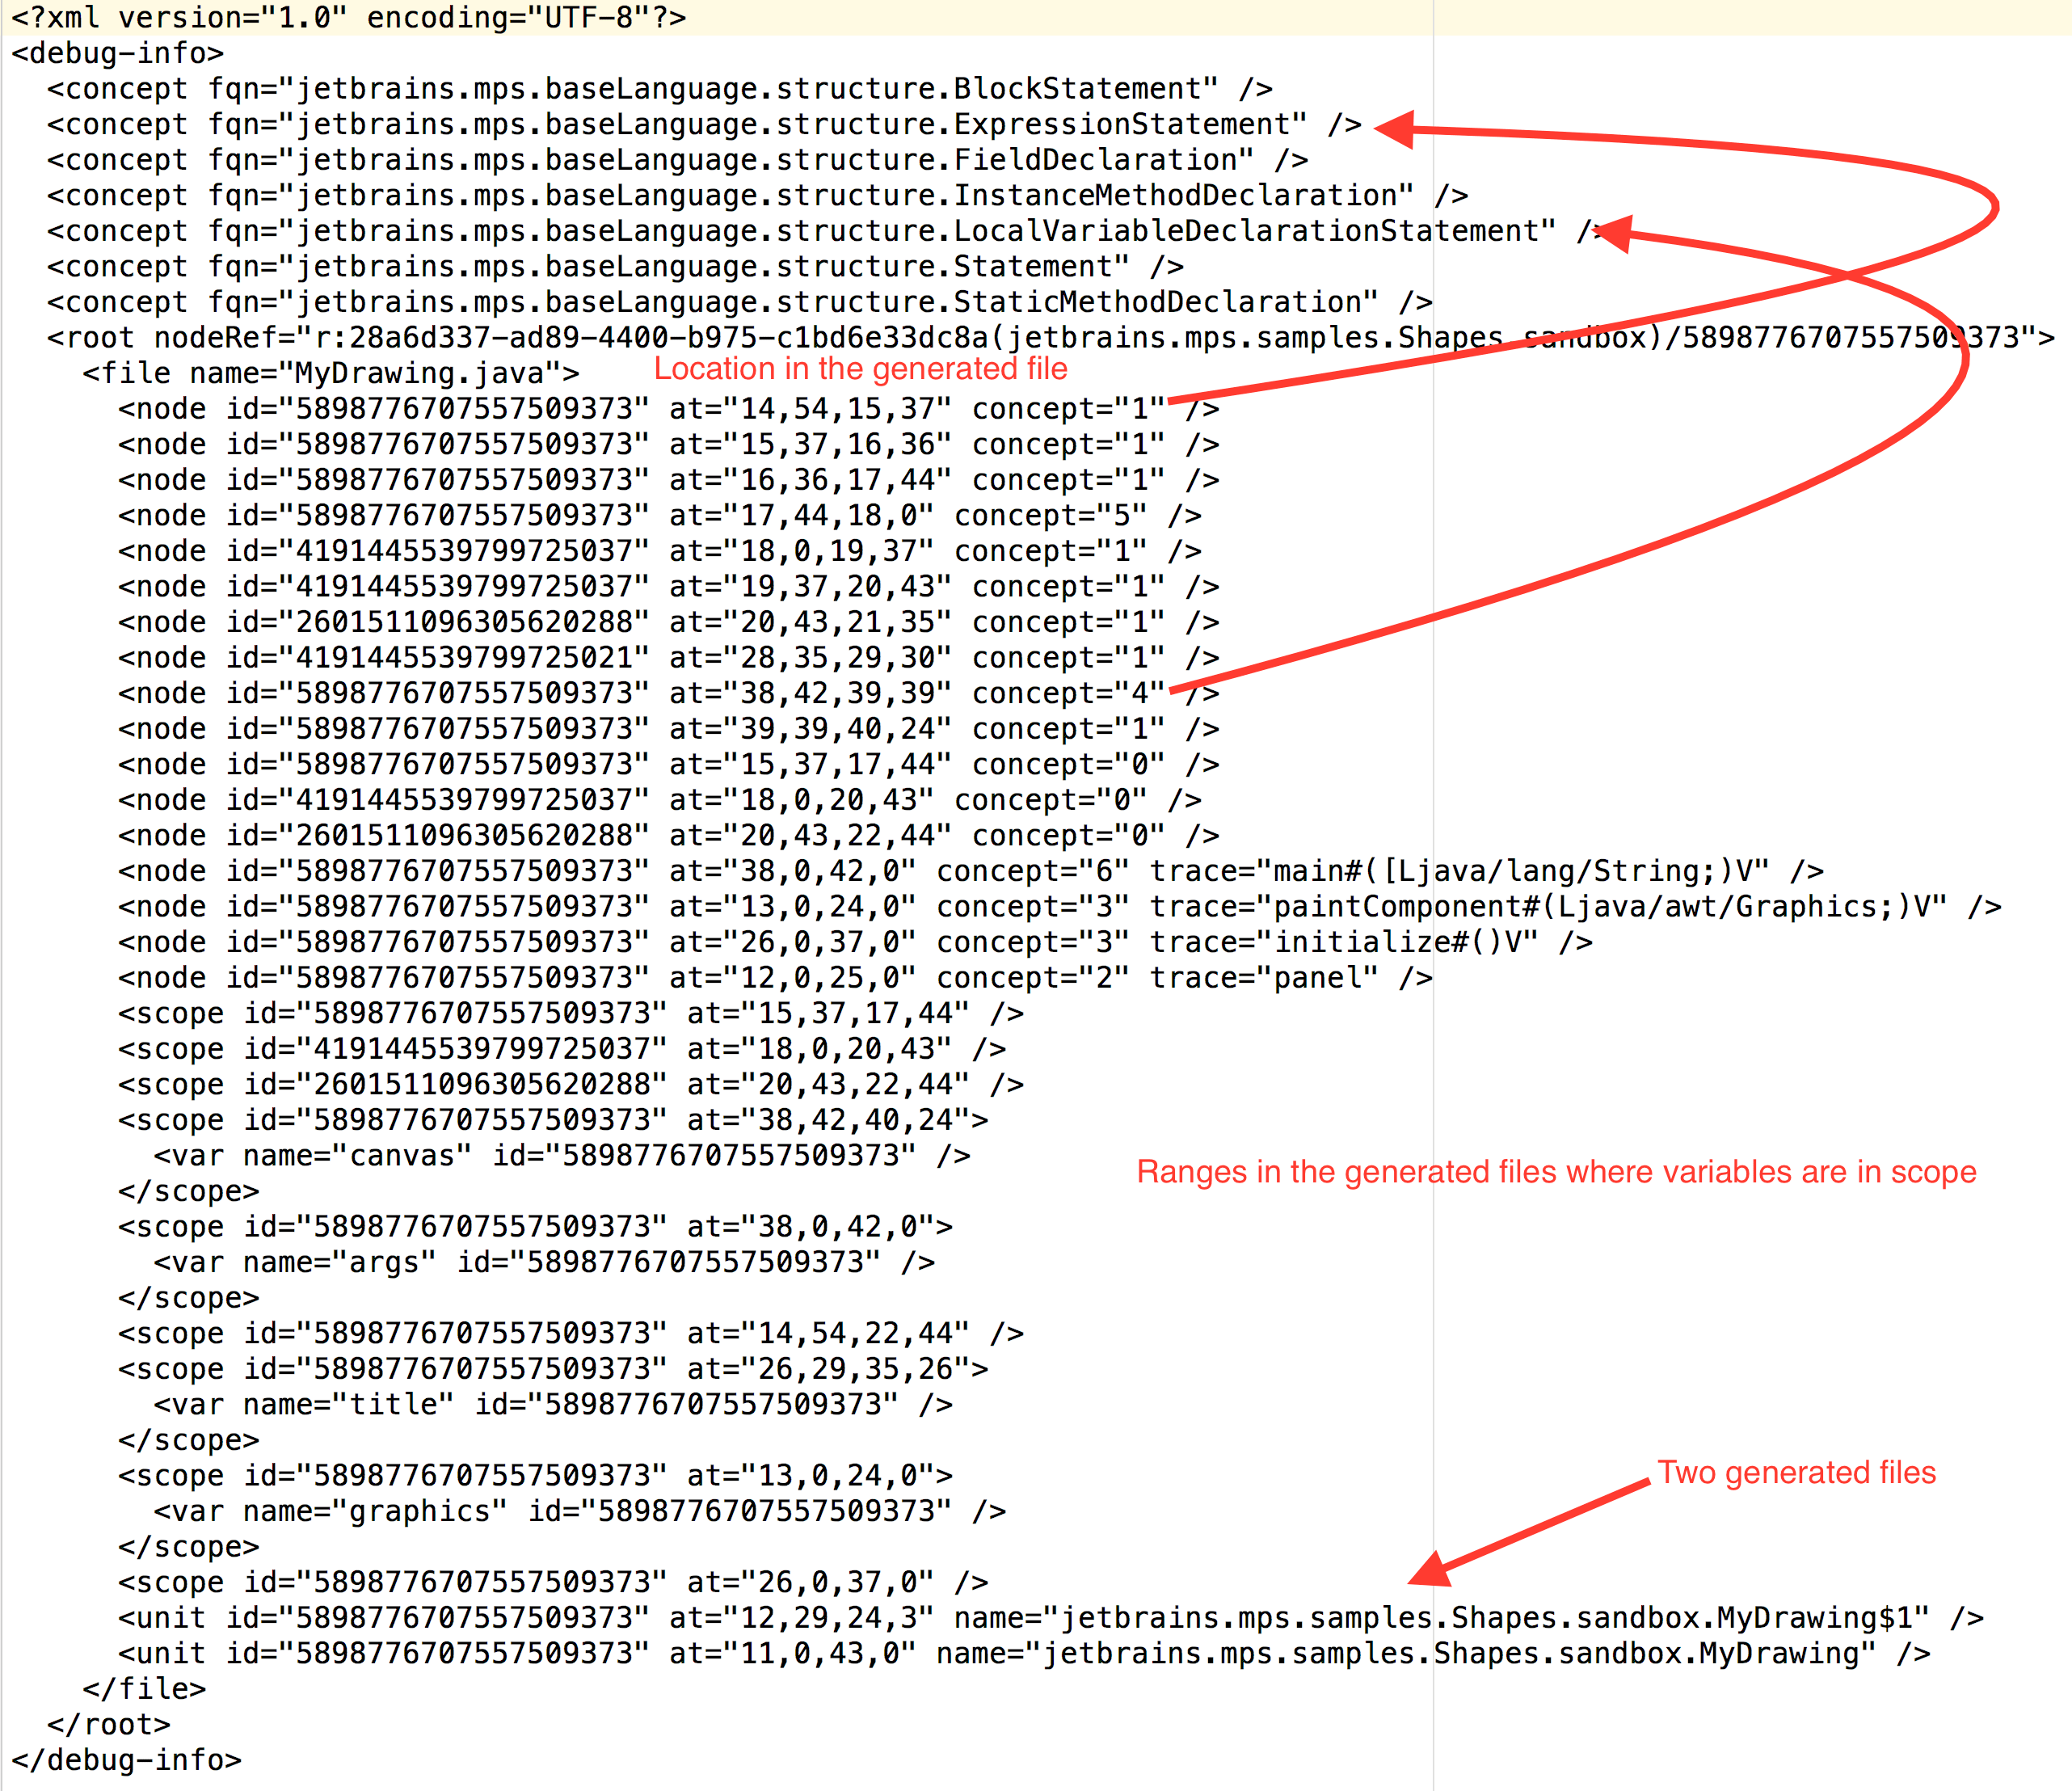 <?xml version="1.0" encoding="UTF-8"?>
<debug-info>
  <concept fqn="jetbrains.mps.baseLanguage.structure.BlockStatement" />
  <concept fqn="jetbrains.mps.baseLanguage.structure.ExpressionStatement" />
  <concept fqn="jetbrains.mps.baseLanguage.structure.FieldDeclaration" />
  <concept fqn="jetbrains.mps.baseLanguage.structure.InstanceMethodDeclaration" />
  <concept fqn="jetbrains.mps.baseLanguage.structure.LocalVariableDeclarationStatement" />
  <concept fqn="jetbrains.mps.baseLanguage.structure.Statement" />
  <concept fqn="jetbrains.mps.baseLanguage.structure.StaticMethodDeclaration" />
  <root nodeRef="r:28a6d337-ad89-4400-b975-c1bd6e33dc8a(jetbrains.mps.samples.Shapes.sandbox)/5898776707557509373">
    <file name="MyDrawing.java">
Location in the generated file
      <node id="5898776707557509373" at="14,54,15,37" concept="1" />
      <node id="5898776707557509373" at="15,37,16,36" concept="1" />
      <node id="5898776707557509373" at="16,36,17,44" concept="1" />
      <node id="5898776707557509373" at="17,44,18,0" concept="5" />
      <node id="4191445539799725037" at="18,0,19,37" concept="1" />
      <node id="4191445539799725037" at="19,37,20,43" concept="1" />
      <node id="2601511096305620288" at="20,43,21,35" concept="1" />
      <node id="4191445539799725021" at="28,35,29,30" concept="1" />
      <node id="5898776707557509373" at="38,42,39,39" concept="4" />
      <node id="5898776707557509373" at="39,39,40,24" concept="1" />
      <node id="5898776707557509373" at="15,37,17,44" concept="0" />
      <node id="4191445539799725037" at="18,0,20,43" concept="0" />
      <node id="2601511096305620288" at="20,43,22,44" concept="0" />
      <node id="5898776707557509373" at="38,0,42,0" concept="6" trace="main#([Ljava/lang/String;)V" />
      <node id="5898776707557509373" at="13,0,24,0" concept="3" trace="paintComponent#(Ljava/awt/Graphics;)V" />
      <node id="5898776707557509373" at="26,0,37,0" concept="3" trace="initialize#()V" />
      <node id="5898776707557509373" at="12,0,25,0" concept="2" trace="panel" />
      <scope id="5898776707557509373" at="15,37,17,44" />
      <scope id="4191445539799725037" at="18,0,20,43" />
      <scope id="2601511096305620288" at="20,43,22,44" />
      <scope id="5898776707557509373" at="38,42,40,24">
        <var name="canvas" id="5898776707557509373" />
Ranges in the generated files where variables are in scope
      </scope>
      <scope id="5898776707557509373" at="38,0,42,0">
        <var name="args" id="5898776707557509373" />
      </scope>
      <scope id="5898776707557509373" at="14,54,22,44" />
      <scope id="5898776707557509373" at="26,29,35,26">
        <var name="title" id="5898776707557509373" />
      </scope>
      <scope id="5898776707557509373" at="13,0,24,0">
Two generated files
        <var name="graphics" id="5898776707557509373" />
      </scope>
      <scope id="5898776707557509373" at="26,0,37,0" />
      <unit id="5898776707557509373" at="12,29,24,3" name="jetbrains.mps.samples.Shapes.sandbox.MyDrawing$1" />
      <unit id="5898776707557509373" at="11,0,43,0" name="jetbrains.mps.samples.Shapes.sandbox.MyDrawing" />
    </file>
  </root>
</debug-info>